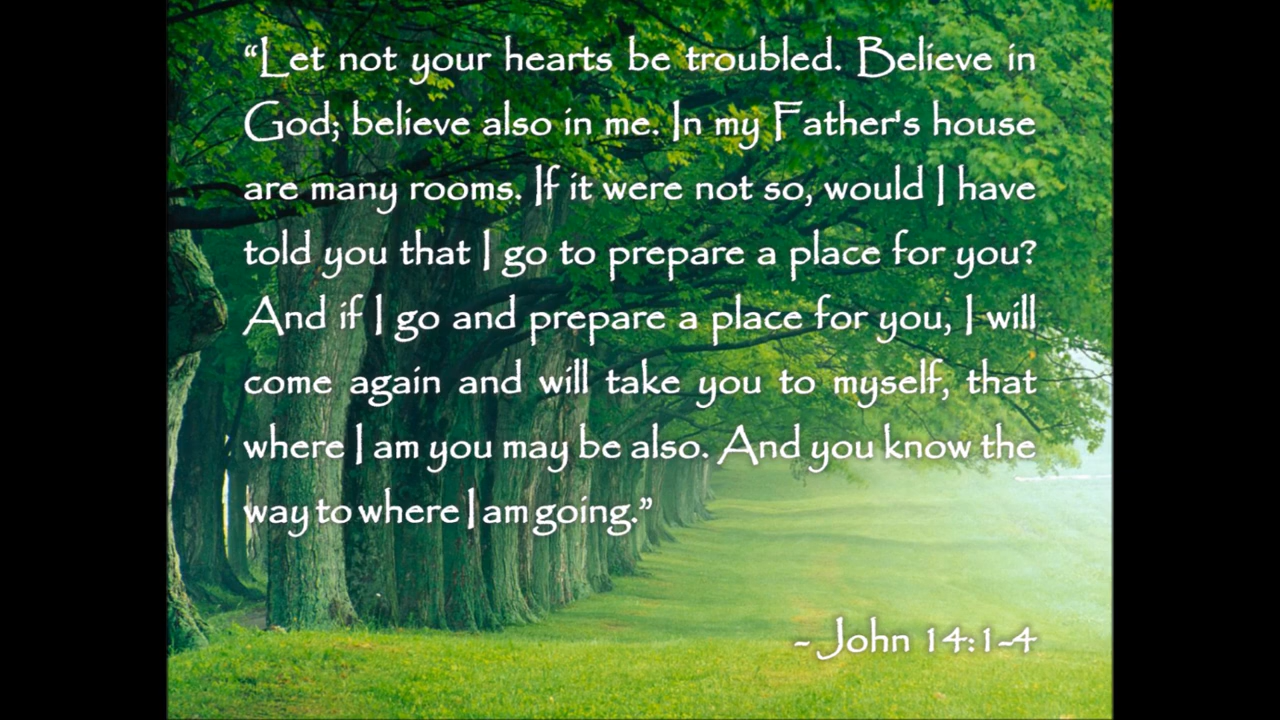 “Let not your hearts be troubled. Believe in
God; believe also in me. In my Father's house
are many rooms. If it were not so, would I have
told you that I go to prepare a place for you?
And if I go and prepare a place for you, I will
come again and will take you to myself, that
where I am you may be also. And you know the
way to where I am going.”
- John 14:1-4